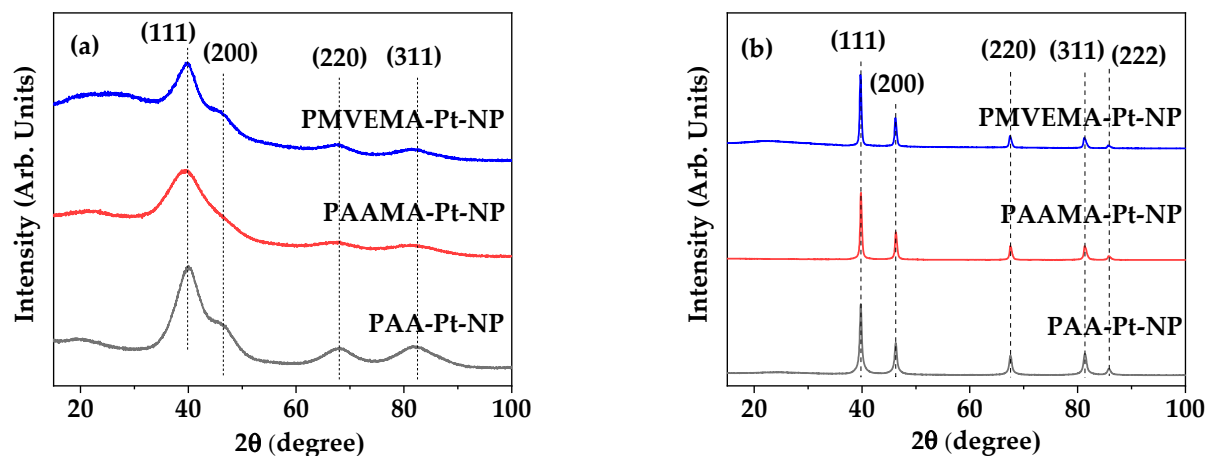 (a)
(111)
(200)
(220)
(311)
PMVEMA-Pt-NP
PAAMA-Pt-NP
PAA-Pt-NP
Intensity (Arb. Units)
20 40 60 80 100
2θ (degree)
(b)
(111)
(200)
(220)
(311)
(222)
PMVEMA-Pt-NP
PAAMA-Pt-NP
PAA-Pt-NP
Intensity (Arb. Units)
20 40 60 80 100
2θ (degree)